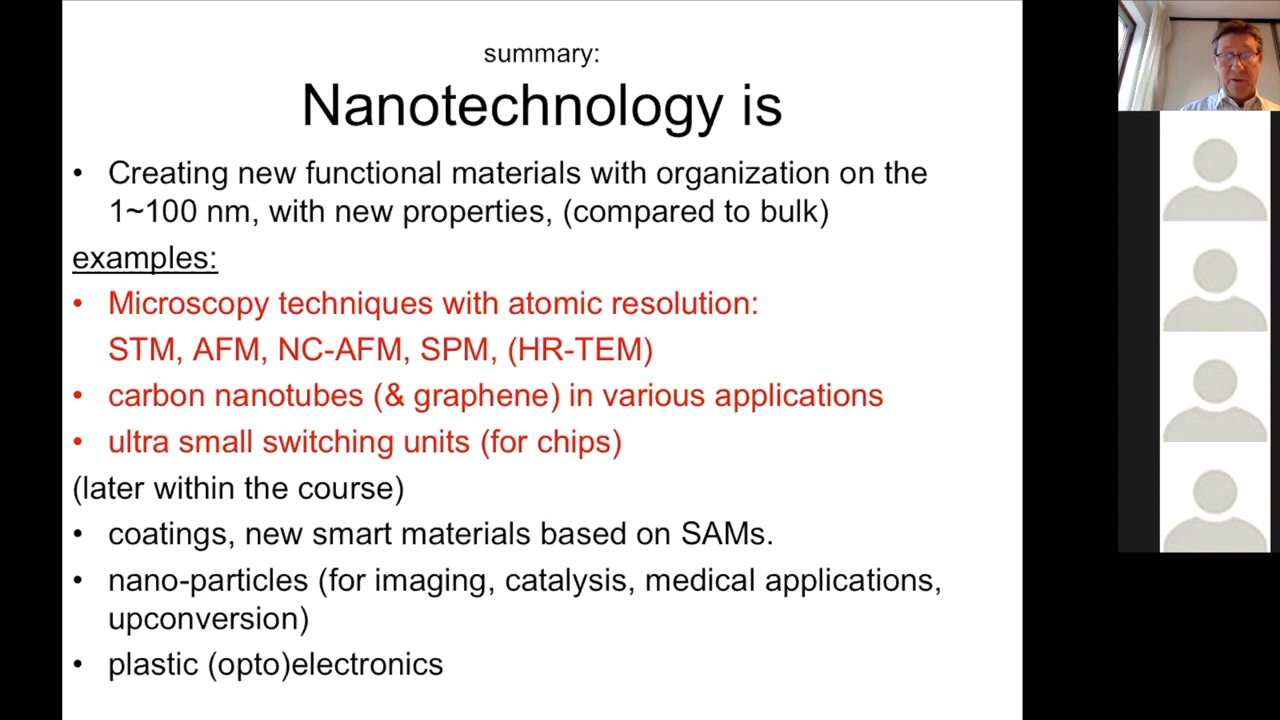 summary:
Nanotechnology is
• Creating new functional materials with organization on the
1~100 nm, with new properties, (compared to bulk)
examples:
• Microscopy techniques with atomic resolution:
STM, AFM, NC-AFM, SPM, (HR-TEM)
• carbon nanotubes (& graphene) in various applications
• ultra small switching units (for chips)
(later within the course)
• coatings, new smart materials based on SAMs.
• nano-particles (for imaging, catalysis, medical applications,
upconversion)
• plastic (opto)electronics